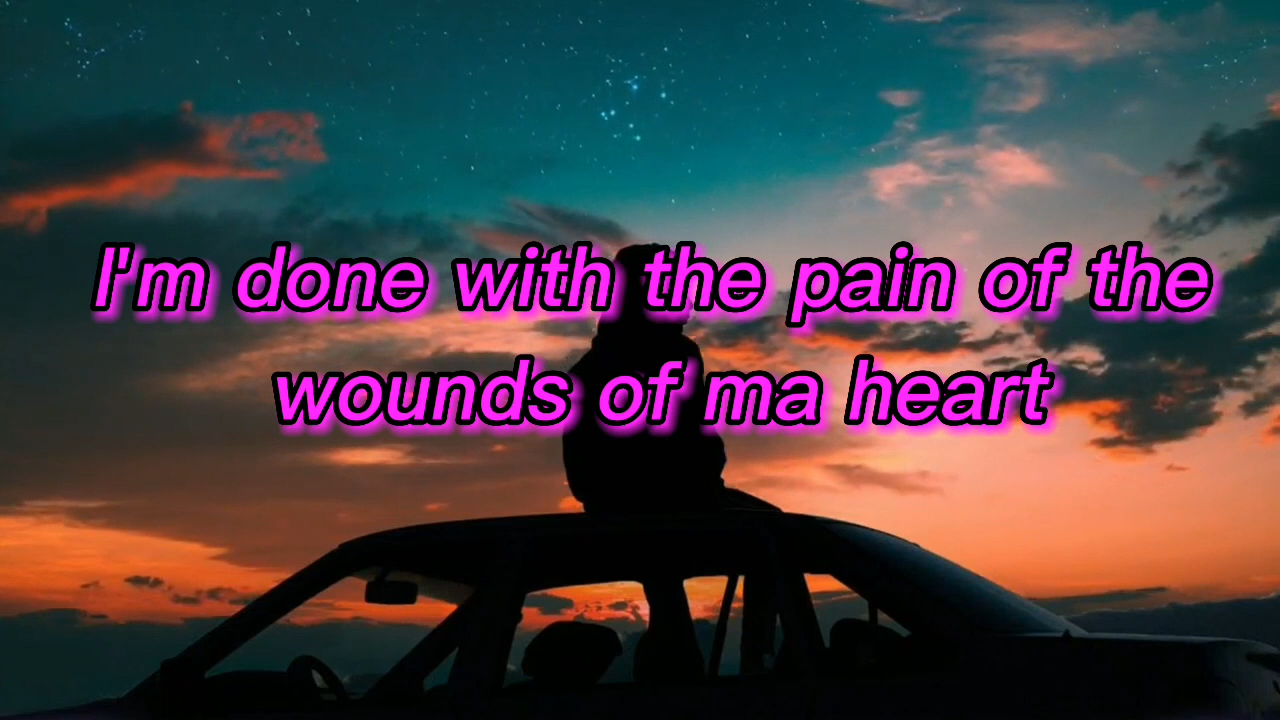 I'm done with the pain of the
wounds of ma heart